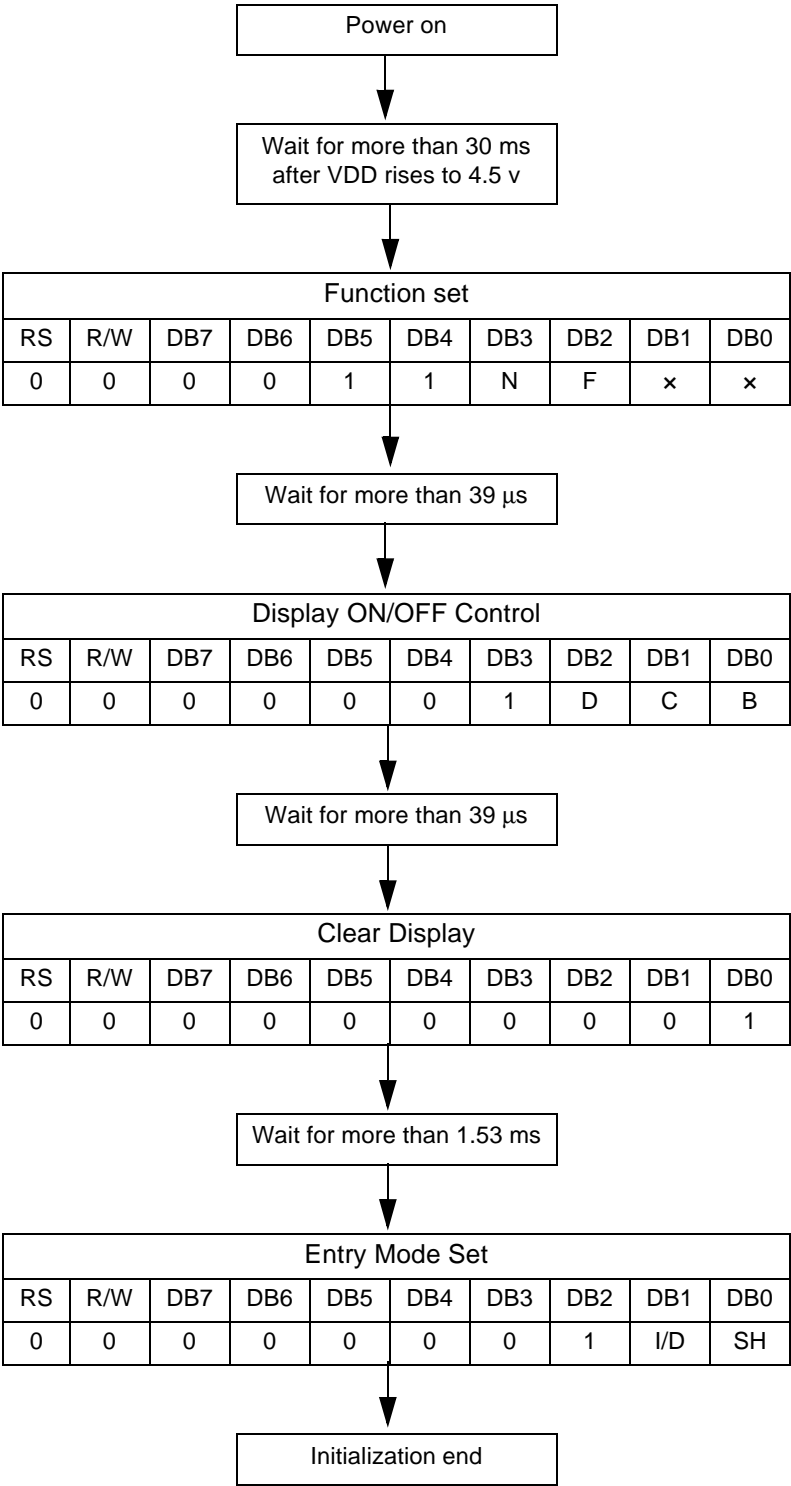 Power on
Wait for more than 30 ms
after VDD rises to 4.5 v
Function set
RS R/W DB7 DB6 DB5 DB4 DB3 DB2 DB1 DB0
0 0 0 0 1 1 N F × ×
Wait for more than 39 μs
Display ON/OFF Control
RS R/W DB7 DB6 DB5 DB4 DB3 DB2 DB1 DB0
0 0 0 0 0 0 1 D C B
Wait for more than 39 μs
Clear Display
RS R/W DB7 DB6 DB5 DB4 DB3 DB2 DB1 DB0
0 0 0 0 0 0 0 0 0 1
Wait for more than 1.53 ms
Entry Mode Set
RS R/W DB7 DB6 DB5 DB4 DB3 DB2 DB1 DB0
0 0 0 0 0 0 0 1 I/D SH
Initialization end